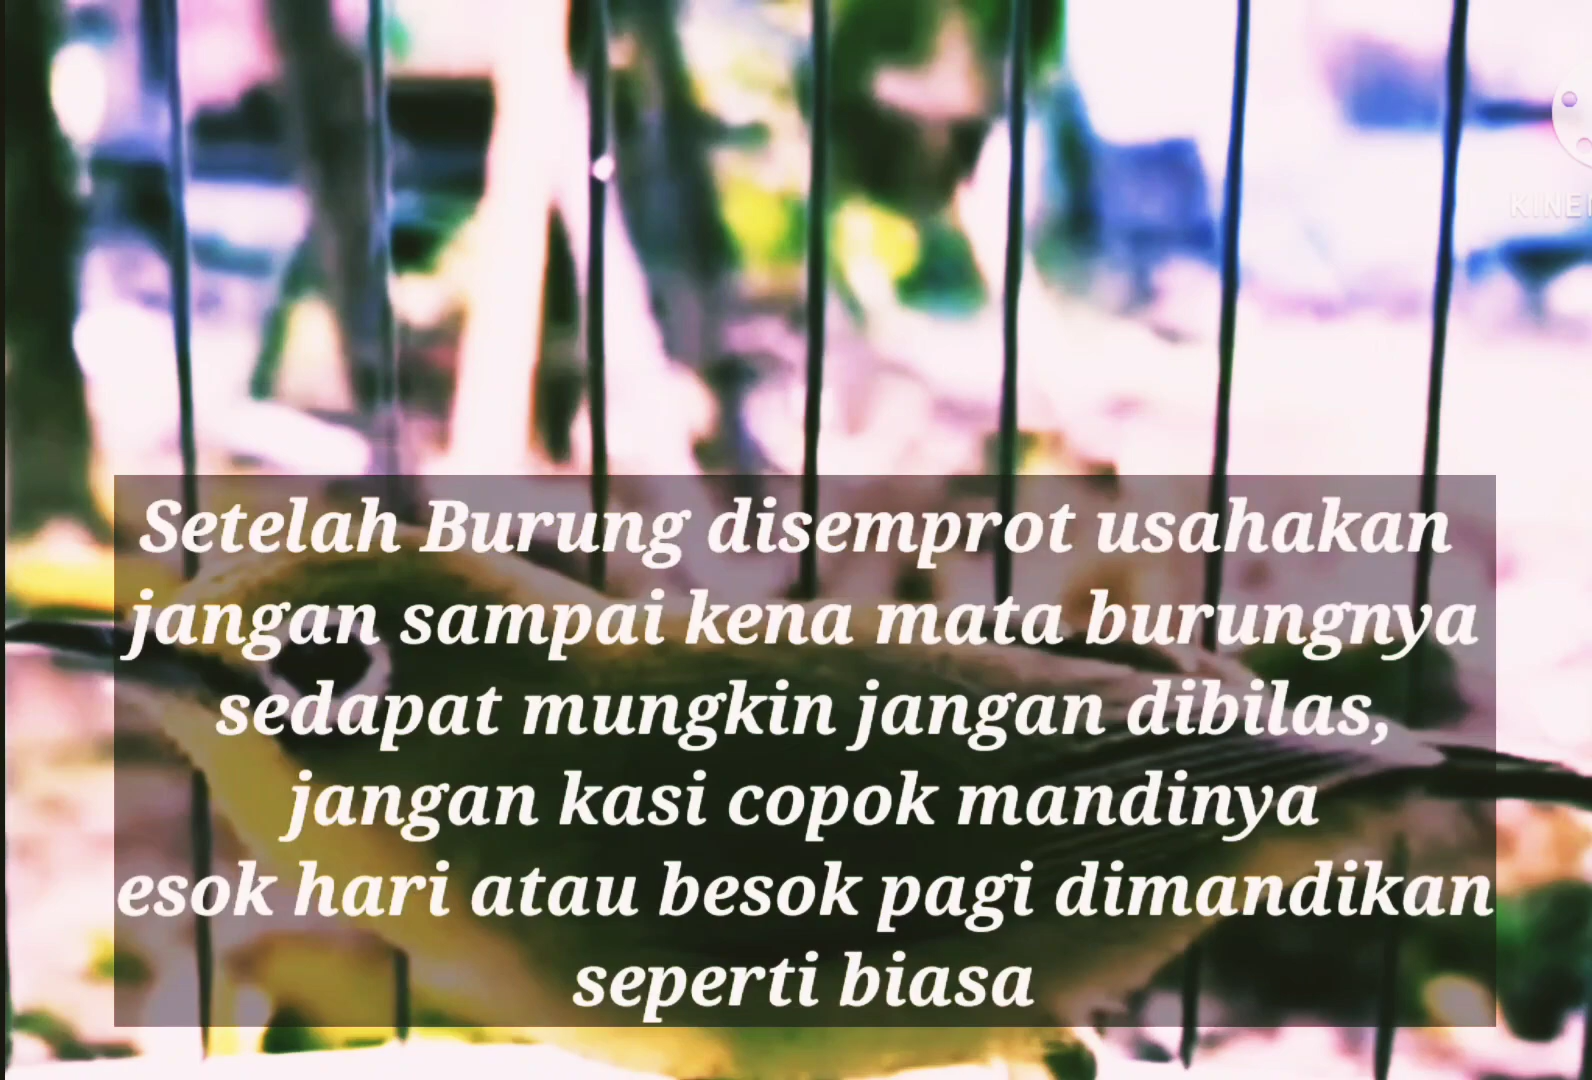 KINE
Setelah Burung disemprot usahakan
jangan sampai kena mata burungnya
sedapat mungkin jangan dibilas,
jangan kasi copok mandinya
esok hari atau besok pagi dimandikan
seperti biasa